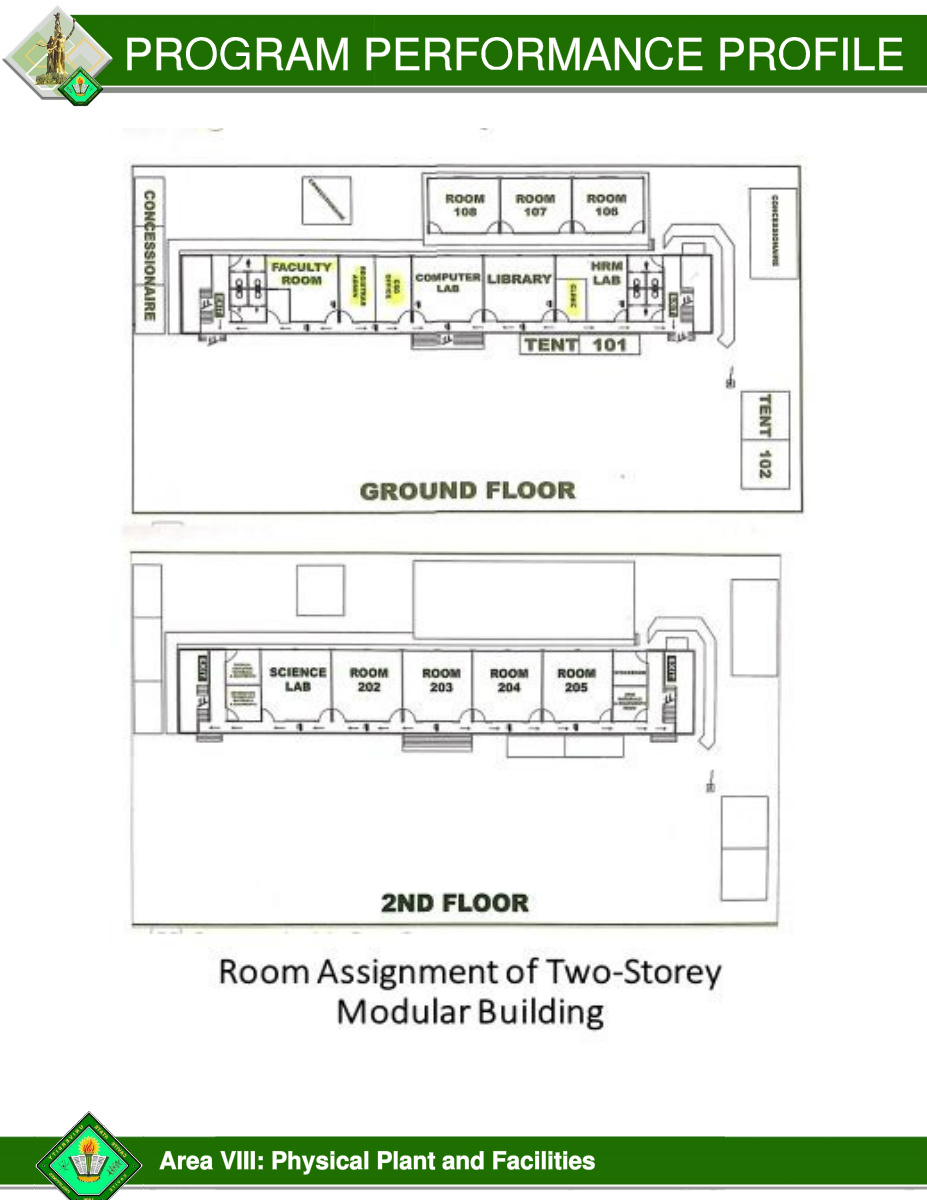 PROGRAM PERFORMANCE PROFILE
CONCESSIONAIRE
CONCESSIONAIRE
ROOM
108
ROOM
107
ROOM
106
CONCESSIONAIRE
EXIT
FACULTY
ROOM
REGISTRAR
ADMIN
OFFICE
COMPUTER
LAB
LIBRARY
CLINIC
HRM
LAB
EXIT
TENT 101
TENT 102
GROUND FLOOR
EXIT
SCIENCE
LAB
ROOM
202
ROOM
203
ROOM
204
ROOM
205
EXIT
2ND FLOOR
Room Assignment of Two-Storey
Modular Building
Area VIII: Physical Plant and Facilities